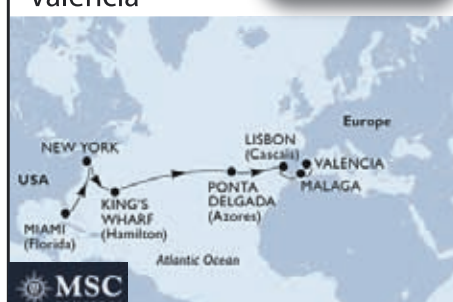 Valencia
NEW YORK
USA
MIAMI
(Florida)
KING'S
WHARF
(Hamilton)
PONTA
DELGADA
(Azores)
LISBON
(Cascais)
Europe
VALENCIA
MALAGA
Atlantic Ocean
MSC